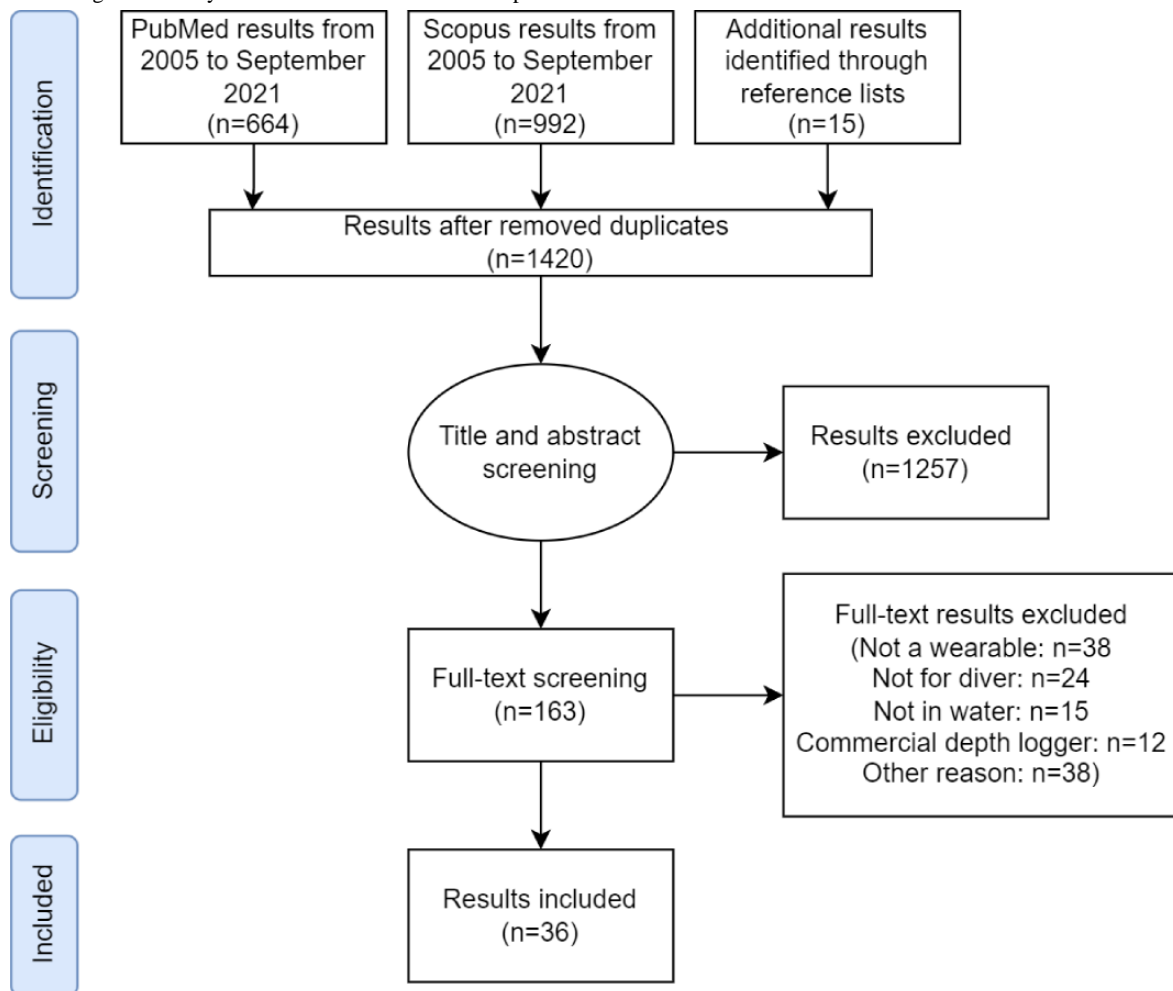 Identification
PubMed results from
2005 to September
2021
(n=664)
Scopus results from
2005 to September
2021
(n=992)
Additional results
identified through
reference lists
(n=15)
Results after removed duplicates
(n=1420)
Screening
Title and abstract
screening
Results excluded
(n=1257)
Eligibility
Full-text screening
(n=163)
Full-text results excluded
(Not a wearable: n=38
Not for diver: n=24
Not in water: n=15
Commercial depth logger: n=12
Other reason: n=38)
Included
Results included
(n=36)